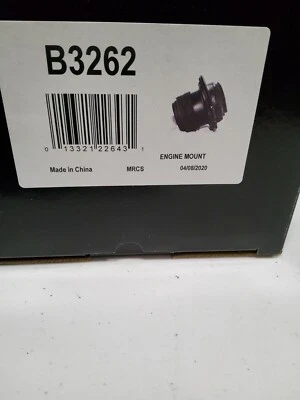 B3262
0 13321 22643 1
ENGINE MOUNT
Made in China MRCS 04/08/2020